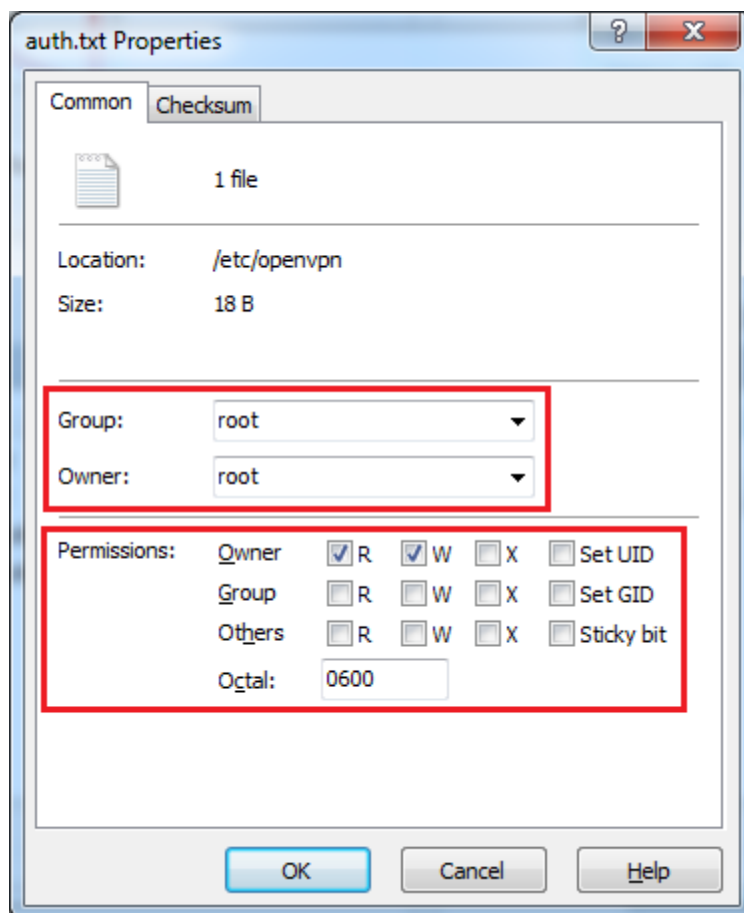 auth.txt Properties
?
X
Common
Checksum
1 file
Location: /etc/openvpn
Size: 18 B
Group: root
Owner: root
Permissions: Owner R W X Set UID
Group R W X Set GID
Others R W X Sticky bit
Octal: 0600
OK Cancel Help